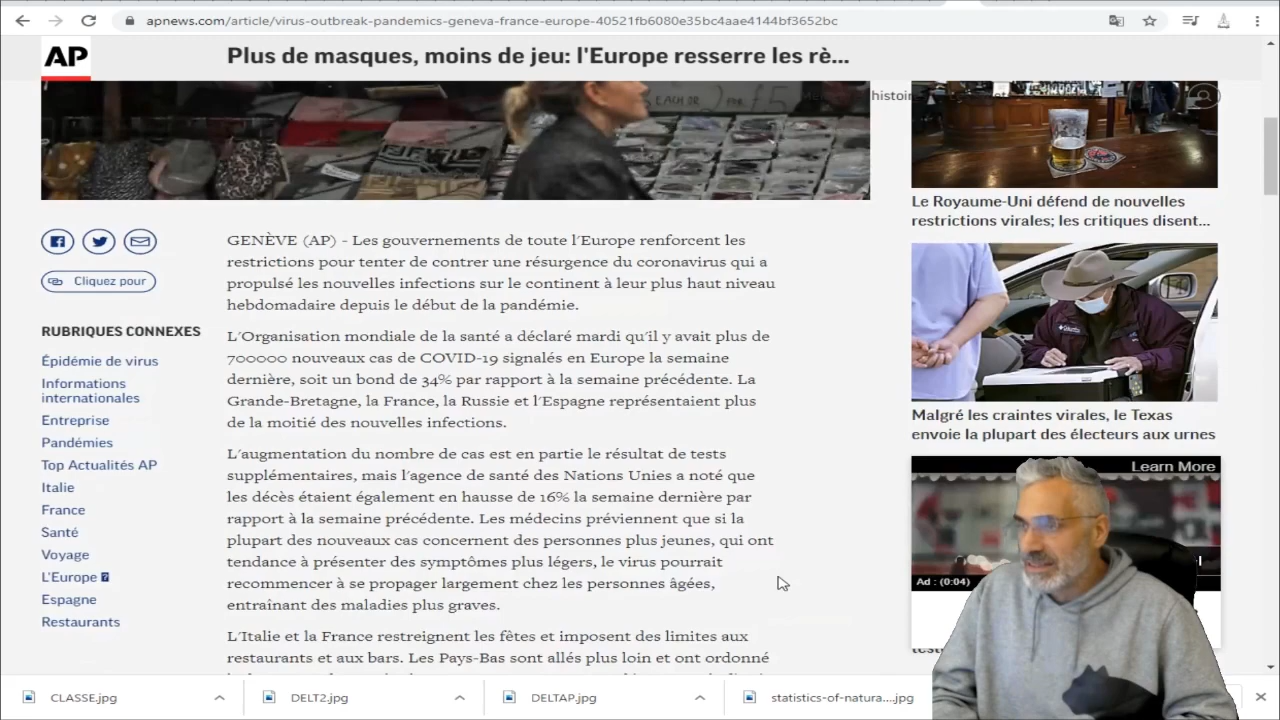 apnews.com/article/virus-outbreak-pandemics-geneva-france-europe-40521fb6080e35bc4aae4144bf3652bc
AP
Plus de masques, moins de jeu: l'Europe resserre les rè...
histoir
EACH OR 2 FOR £5
Le Royaume-Uni défend de nouvelles
restrictions virales; les critiques disent...
Cliquez pour
RUBRIQUES CONNEXES
Épidémie de virus
Informations
internationales
Entreprise
Pandémies
Top Actualités AP
Italie
France
Santé
Voyage
L'Europe ?
Espagne
Restaurants
GENÈVE (AP) - Les gouvernements de toute l'Europe renforcent les
restrictions pour tenter de contrer une résurgence du coronavirus qui a
propulsé les nouvelles infections sur le continent à leur plus haut niveau
hebdomadaire depuis le début de la pandémie.
L'Organisation mondiale de la santé a déclaré mardi qu'il y avait plus de
700000 nouveaux cas de COVID-19 signalés en Europe la semaine
dernière, soit un bond de 34% par rapport à la semaine précédente. La
Grande-Bretagne, la France, la Russie et l'Espagne représentaient plus
de la moitié des nouvelles infections.
L'augmentation du nombre de cas est en partie le résultat de tests
supplémentaires, mais l'agence de santé des Nations Unies a noté que
les décès étaient également en hausse de 16% la semaine dernière par
rapport à la semaine précédente. Les médecins préviennent que si la
plupart des nouveaux cas concernent des personnes plus jeunes, qui ont
tendance à présenter des symptômes plus légers, le virus pourrait
recommencer à se propager largement chez les personnes âgées,
entraînant des maladies plus graves.
L'Italie et la France restreignent les fêtes et imposent des limites aux
restaurants et aux bars. Les Pays-Bas sont allés plus loin et ont ordonné
Malgré les craintes virales, le Texas
envoie la plupart des électeurs aux urnes
Learn More
Ad : (0:04)
CLASSE.jpg
DELT2.jpg
DELTAP.jpg
statistics-of-natura....jpg